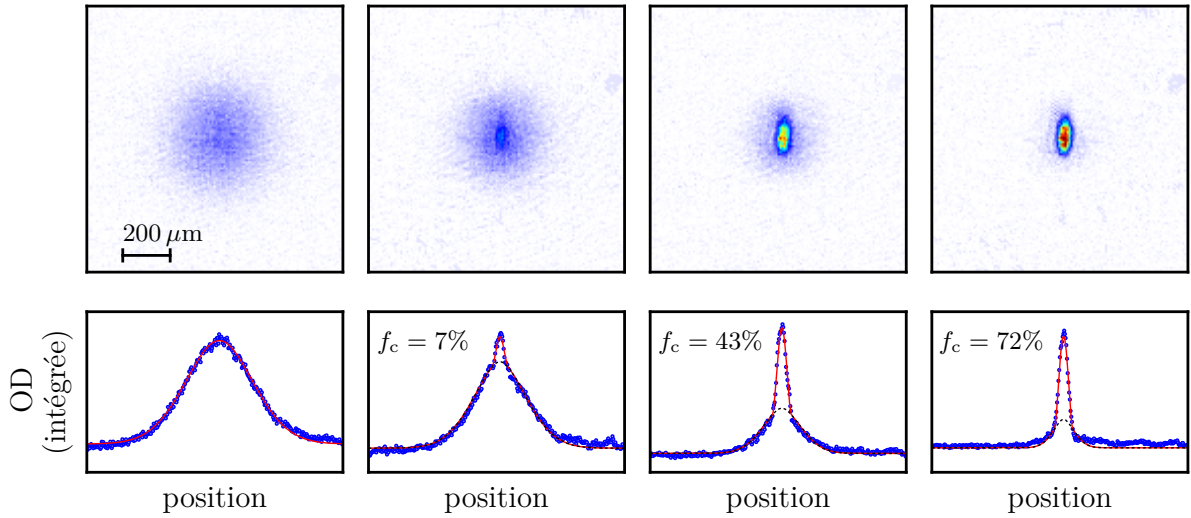 200 μm
OD
(intégrée)
f_c = 7%
f_c = 43%
f_c = 72%
position
position
position
position